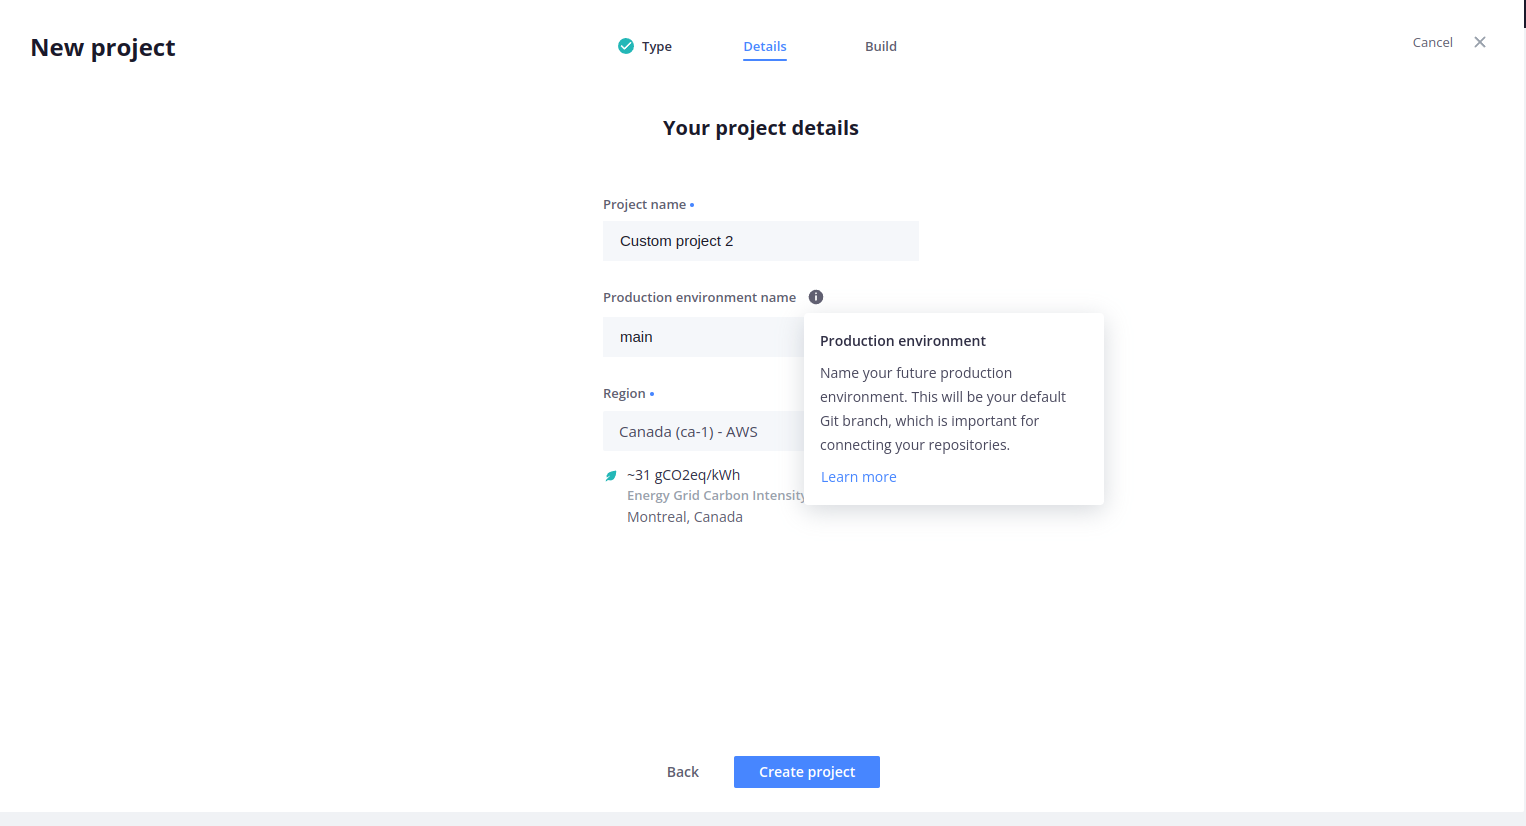 New project
Type
Details
Build
Cancel
Your project details
Project name
Custom project 2
Production environment name
main
Production environment
Name your future production
environment. This will be your default
Git branch, which is important for
connecting your repositories.
Learn more
Region
Canada (ca-1) - AWS
~31 gCO2eq/kWh
Energy Grid Carbon Intensity
Montreal, Canada
Back
Create project